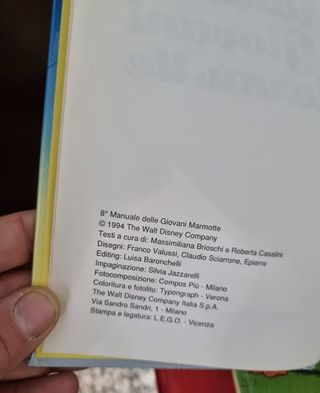 8° Manuale delle Giovani Marmotte
© 1994 The Walt Disney Company
Testi a cura di: Massimiliana Brioschi e Roberta Casalini
Disegni: Franco Valussi, Claudio Sciarrone, Epierre
Editing: Luisa Baronchelli
Impaginazione: Silvia Jazzarelli
Fotocomposizione: Compos Più - Milano
Coloritura e fotolito: Typongraph - Verona
The Walt Disney Company Italia S.p.A.
Via Sandro Sandri, 1 - Milano
Stampa e legatura: L.E.G.O. - Vicenza